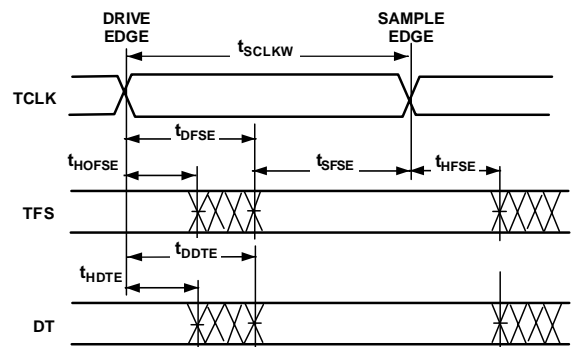 DRIVE
EDGE
SAMPLE
EDGE
tSCLKW
TCLK
tDFSE
tHOFSE
tSFSE
tHFSE
TFS
tDDTE
tHDTE
DT